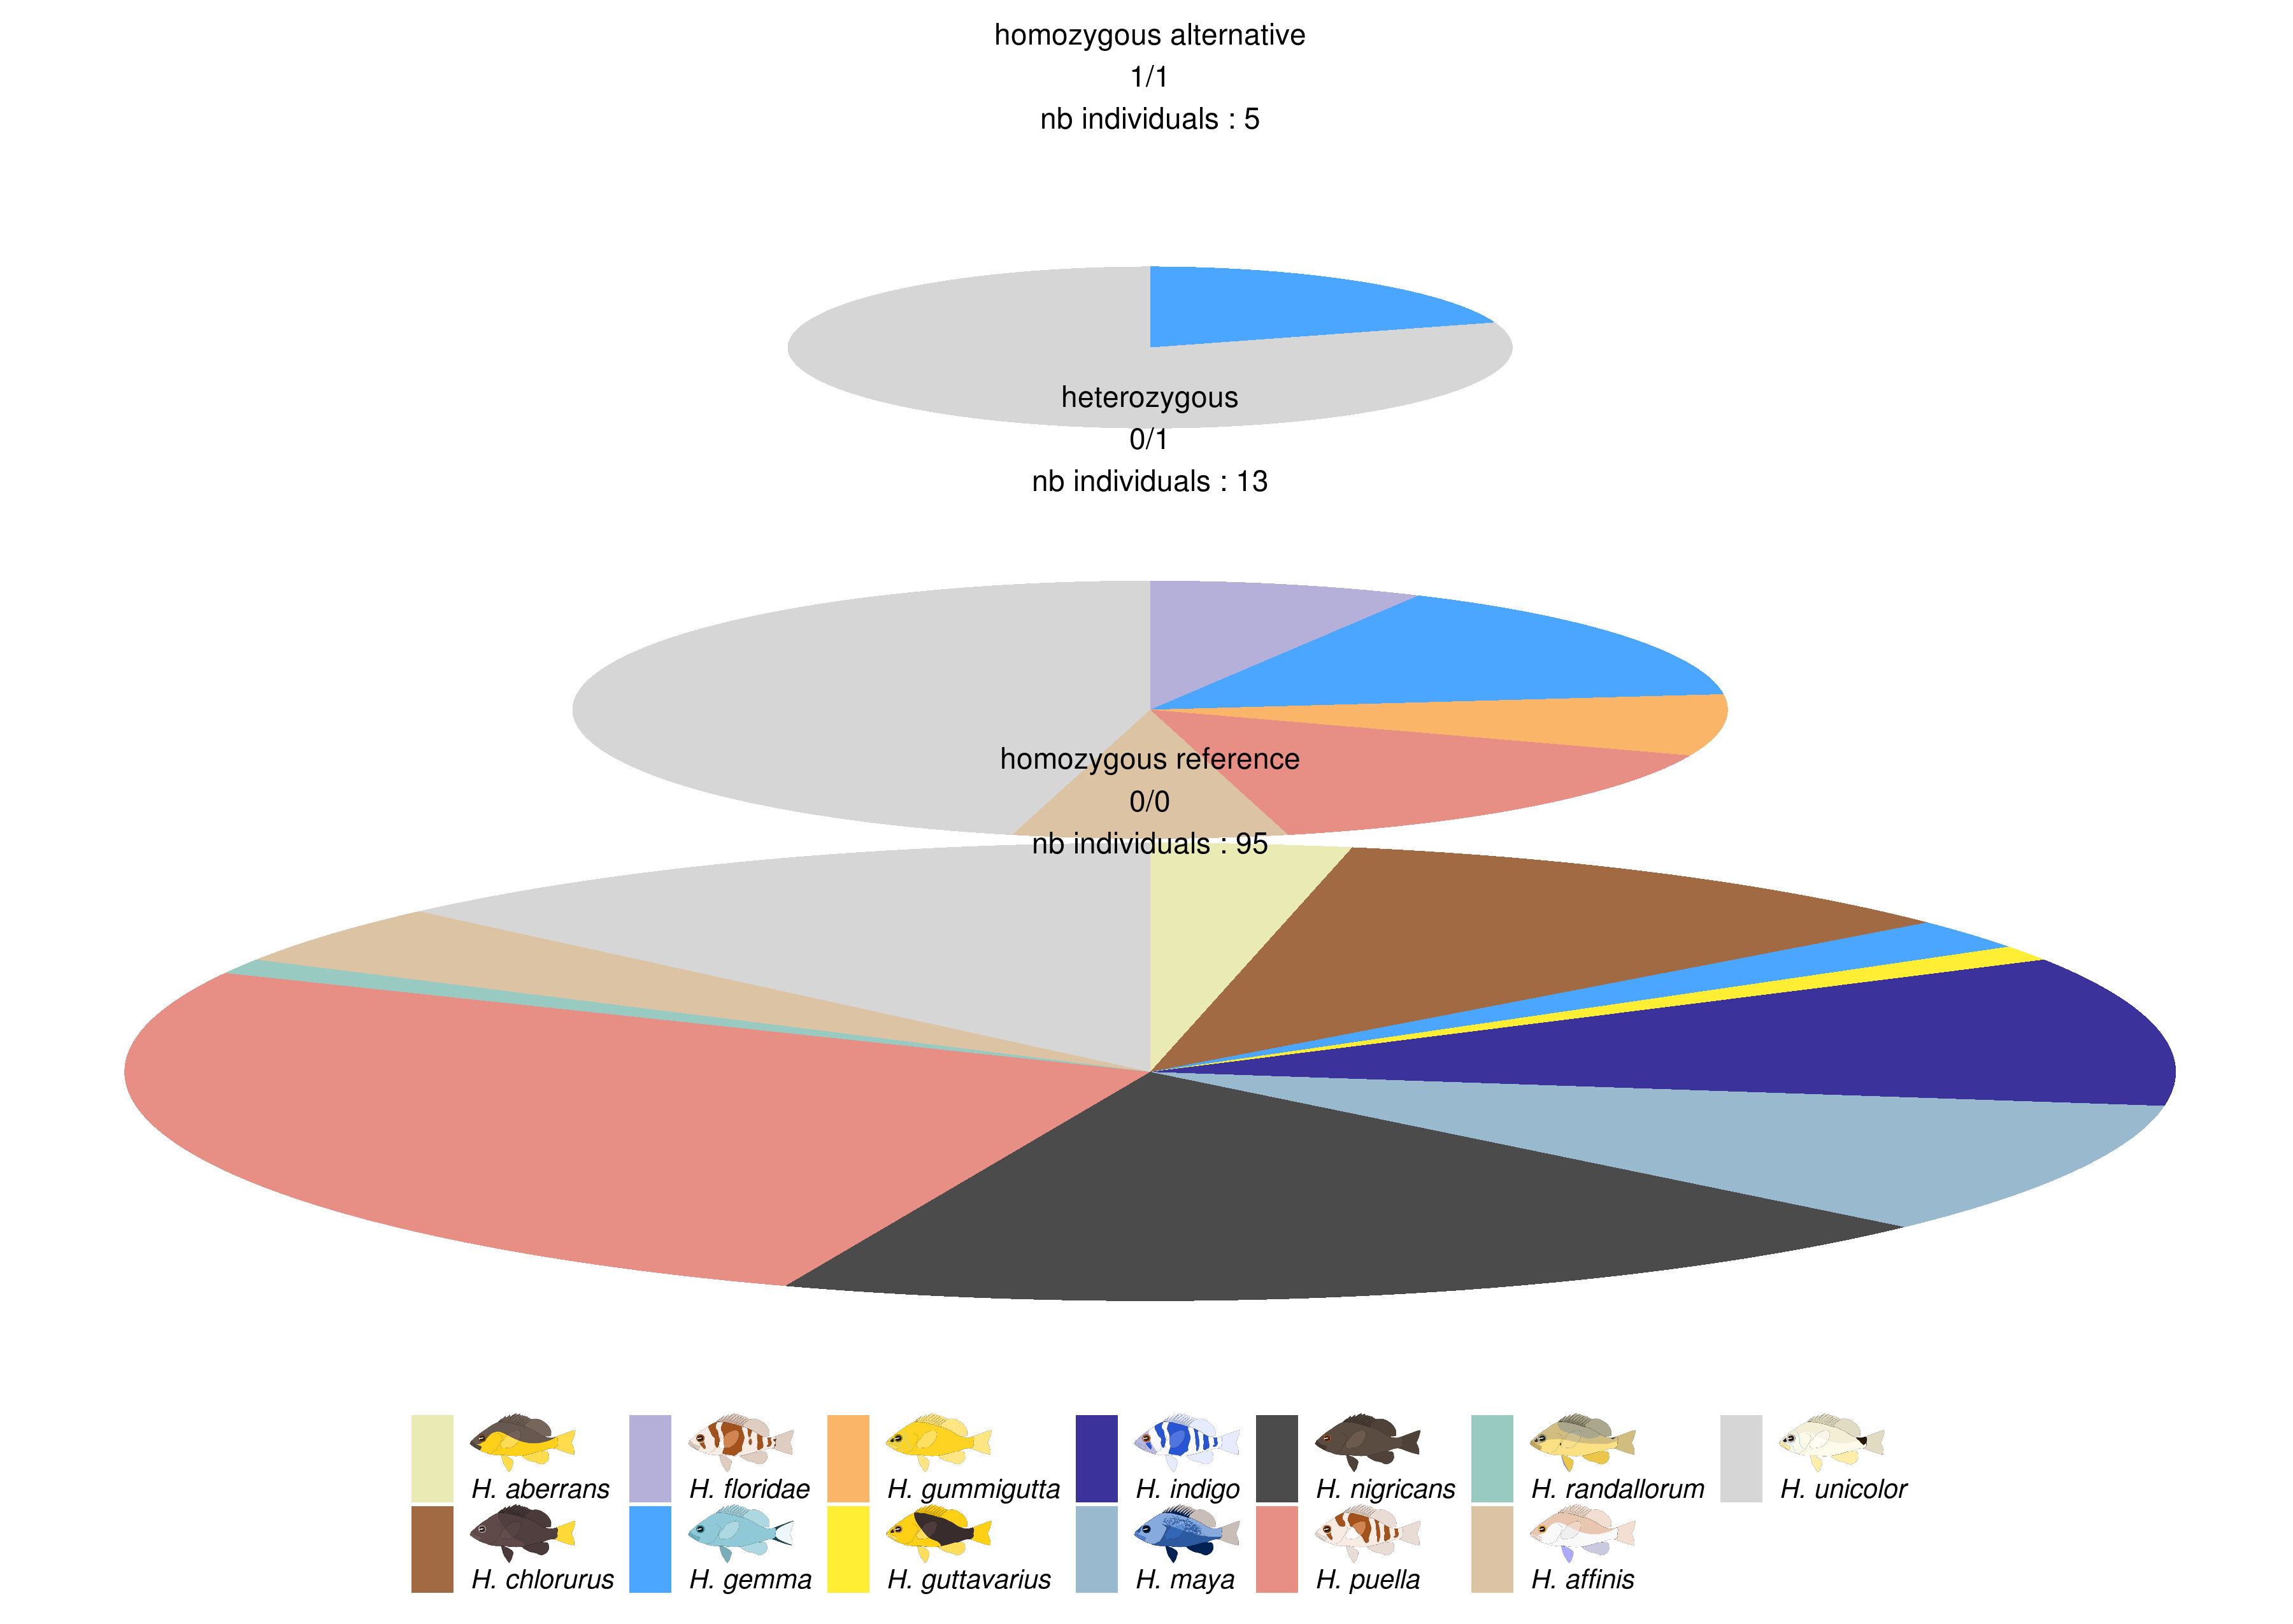 homozygous alternative
1/1
nb individuals : 5
heterozygous
0/1
nb individuals : 13
homozygous reference
0/0
nb individuals : 95
H. aberrans
H. floridae
H. gummigutta
H. indigo
H. nigricans
H. randallorum
H. unicolor
H. chlorurus
H. gemma
H. guttavarius
H. maya
H. puella
H. affinis